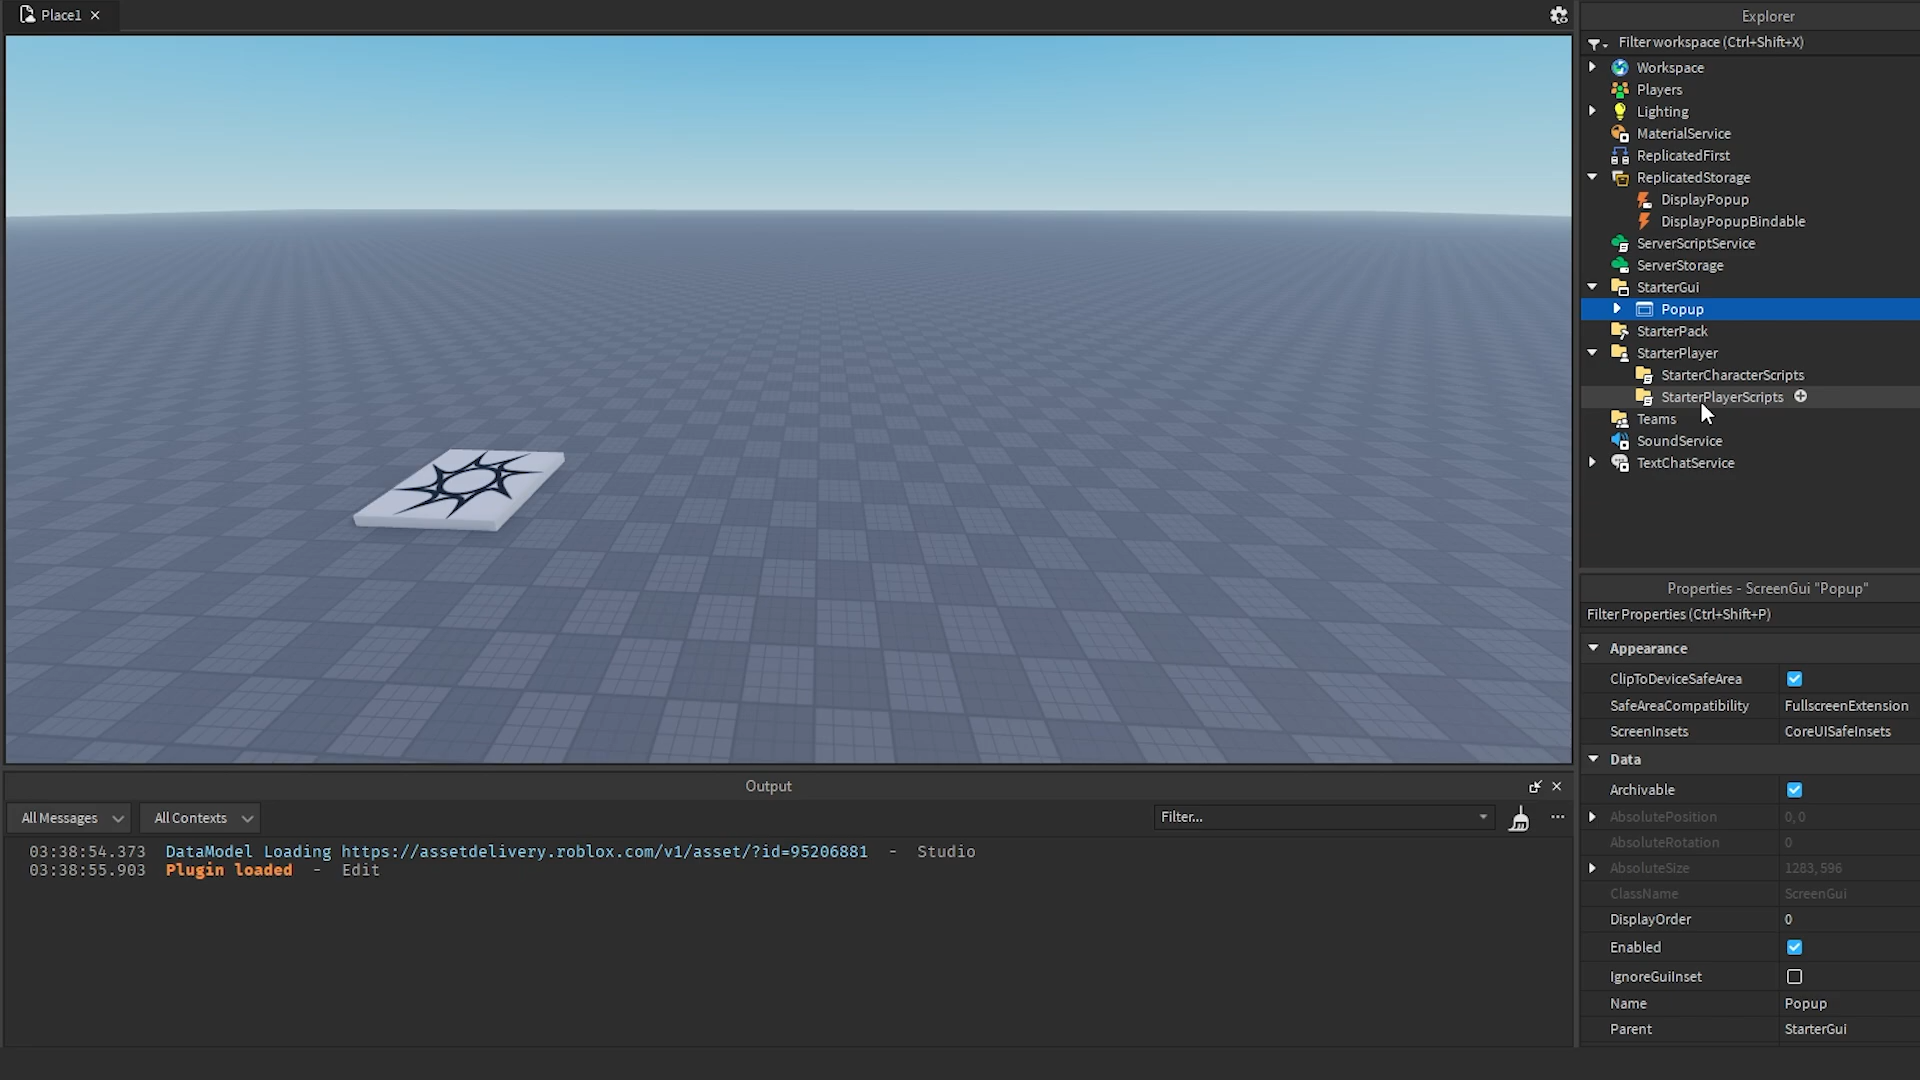 Place1
Explorer
Filter workspace (Ctrl+Shift+X)
Workspace
Players
Lighting
MaterialService
ReplicatedFirst
ReplicatedStorage
DisplayPopup
DisplayPopupBindable
ServerScriptService
ServerStorage
StarterGui
Popup
StarterPack
StarterPlayer
StarterCharacterScripts
StarterPlayerScripts
Teams
SoundService
TextChatService
Properties - ScreenGui "Popup"
Filter Properties (Ctrl+Shift+P)
Appearance
ClipToDeviceSafeArea
SafeAreaCompatibility FullscreenExtension
ScreenInsets CoreUISafeInsets
Data
Archivable
AbsolutePosition 0, 0
AbsoluteRotation 0
AbsoluteSize 1283, 596
ClassName ScreenGui
DisplayOrder 0
Enabled
IgnoreGuiInset
Name Popup
Parent StarterGui
Output
All Messages All Contexts Filter...
03:38:54.373 DataModel Loading https://assetdelivery.roblox.com/v1/asset/?id=95206881 - Studio
03:38:55.903 Plugin loaded - Edit